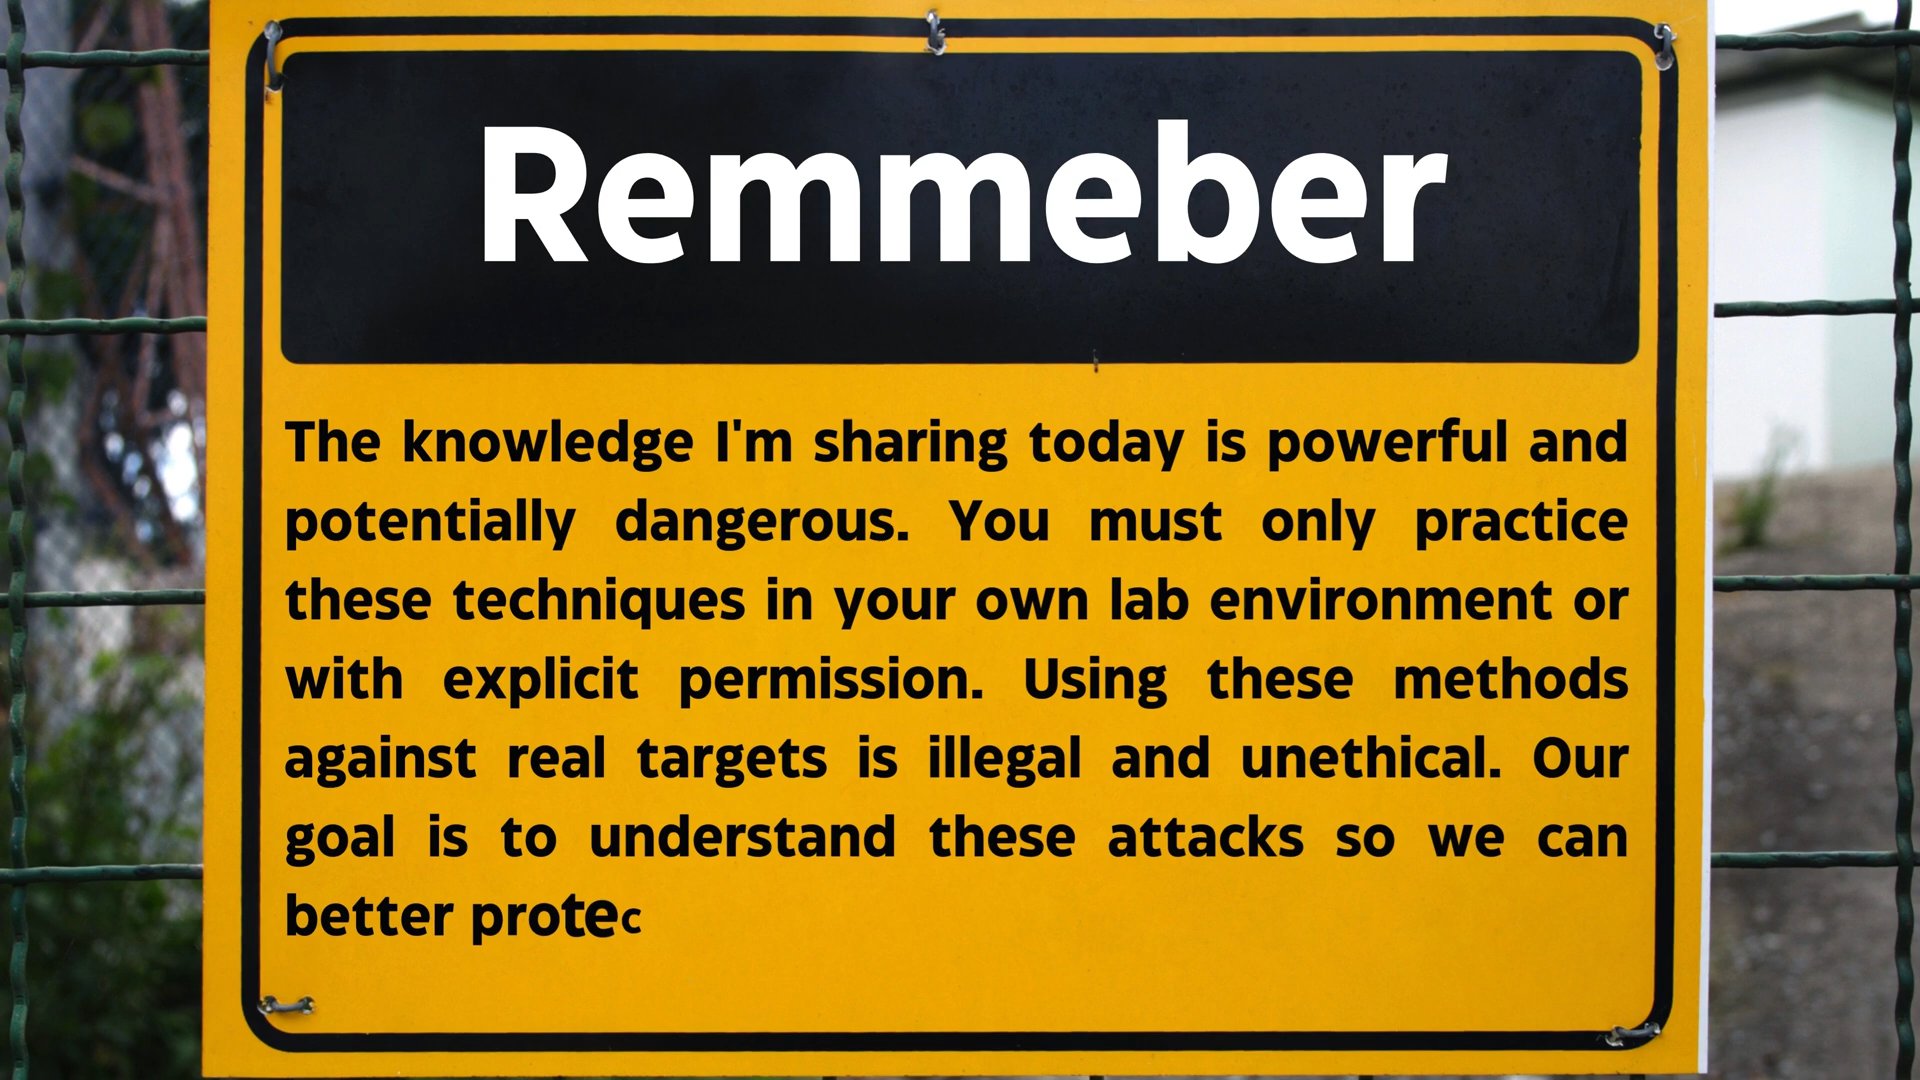 Remmeber
The knowledge I'm sharing today is powerful and
potentially dangerous. You must only practice
these techniques in your own lab environment or
with explicit permission. Using these methods
against real targets is illegal and unethical. Our
goal is to understand these attacks so we can
better protec